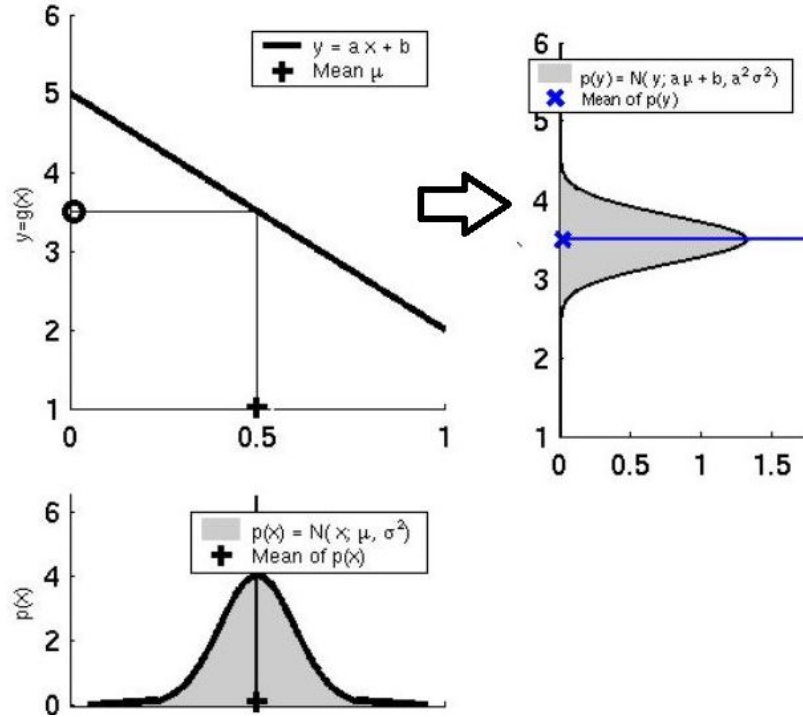 6
5
4
3
2
1
y=g(x)
y = a x + b
Mean μ
0
0.5
1
6
5
4
3
2
1
p(y) = N( y; a μ + b, a² σ²)
Mean of p(y)
0
0.5
1
1.5
6
4
2
0
p(x)
p(x) = N( x; μ, σ²)
Mean of p(x)